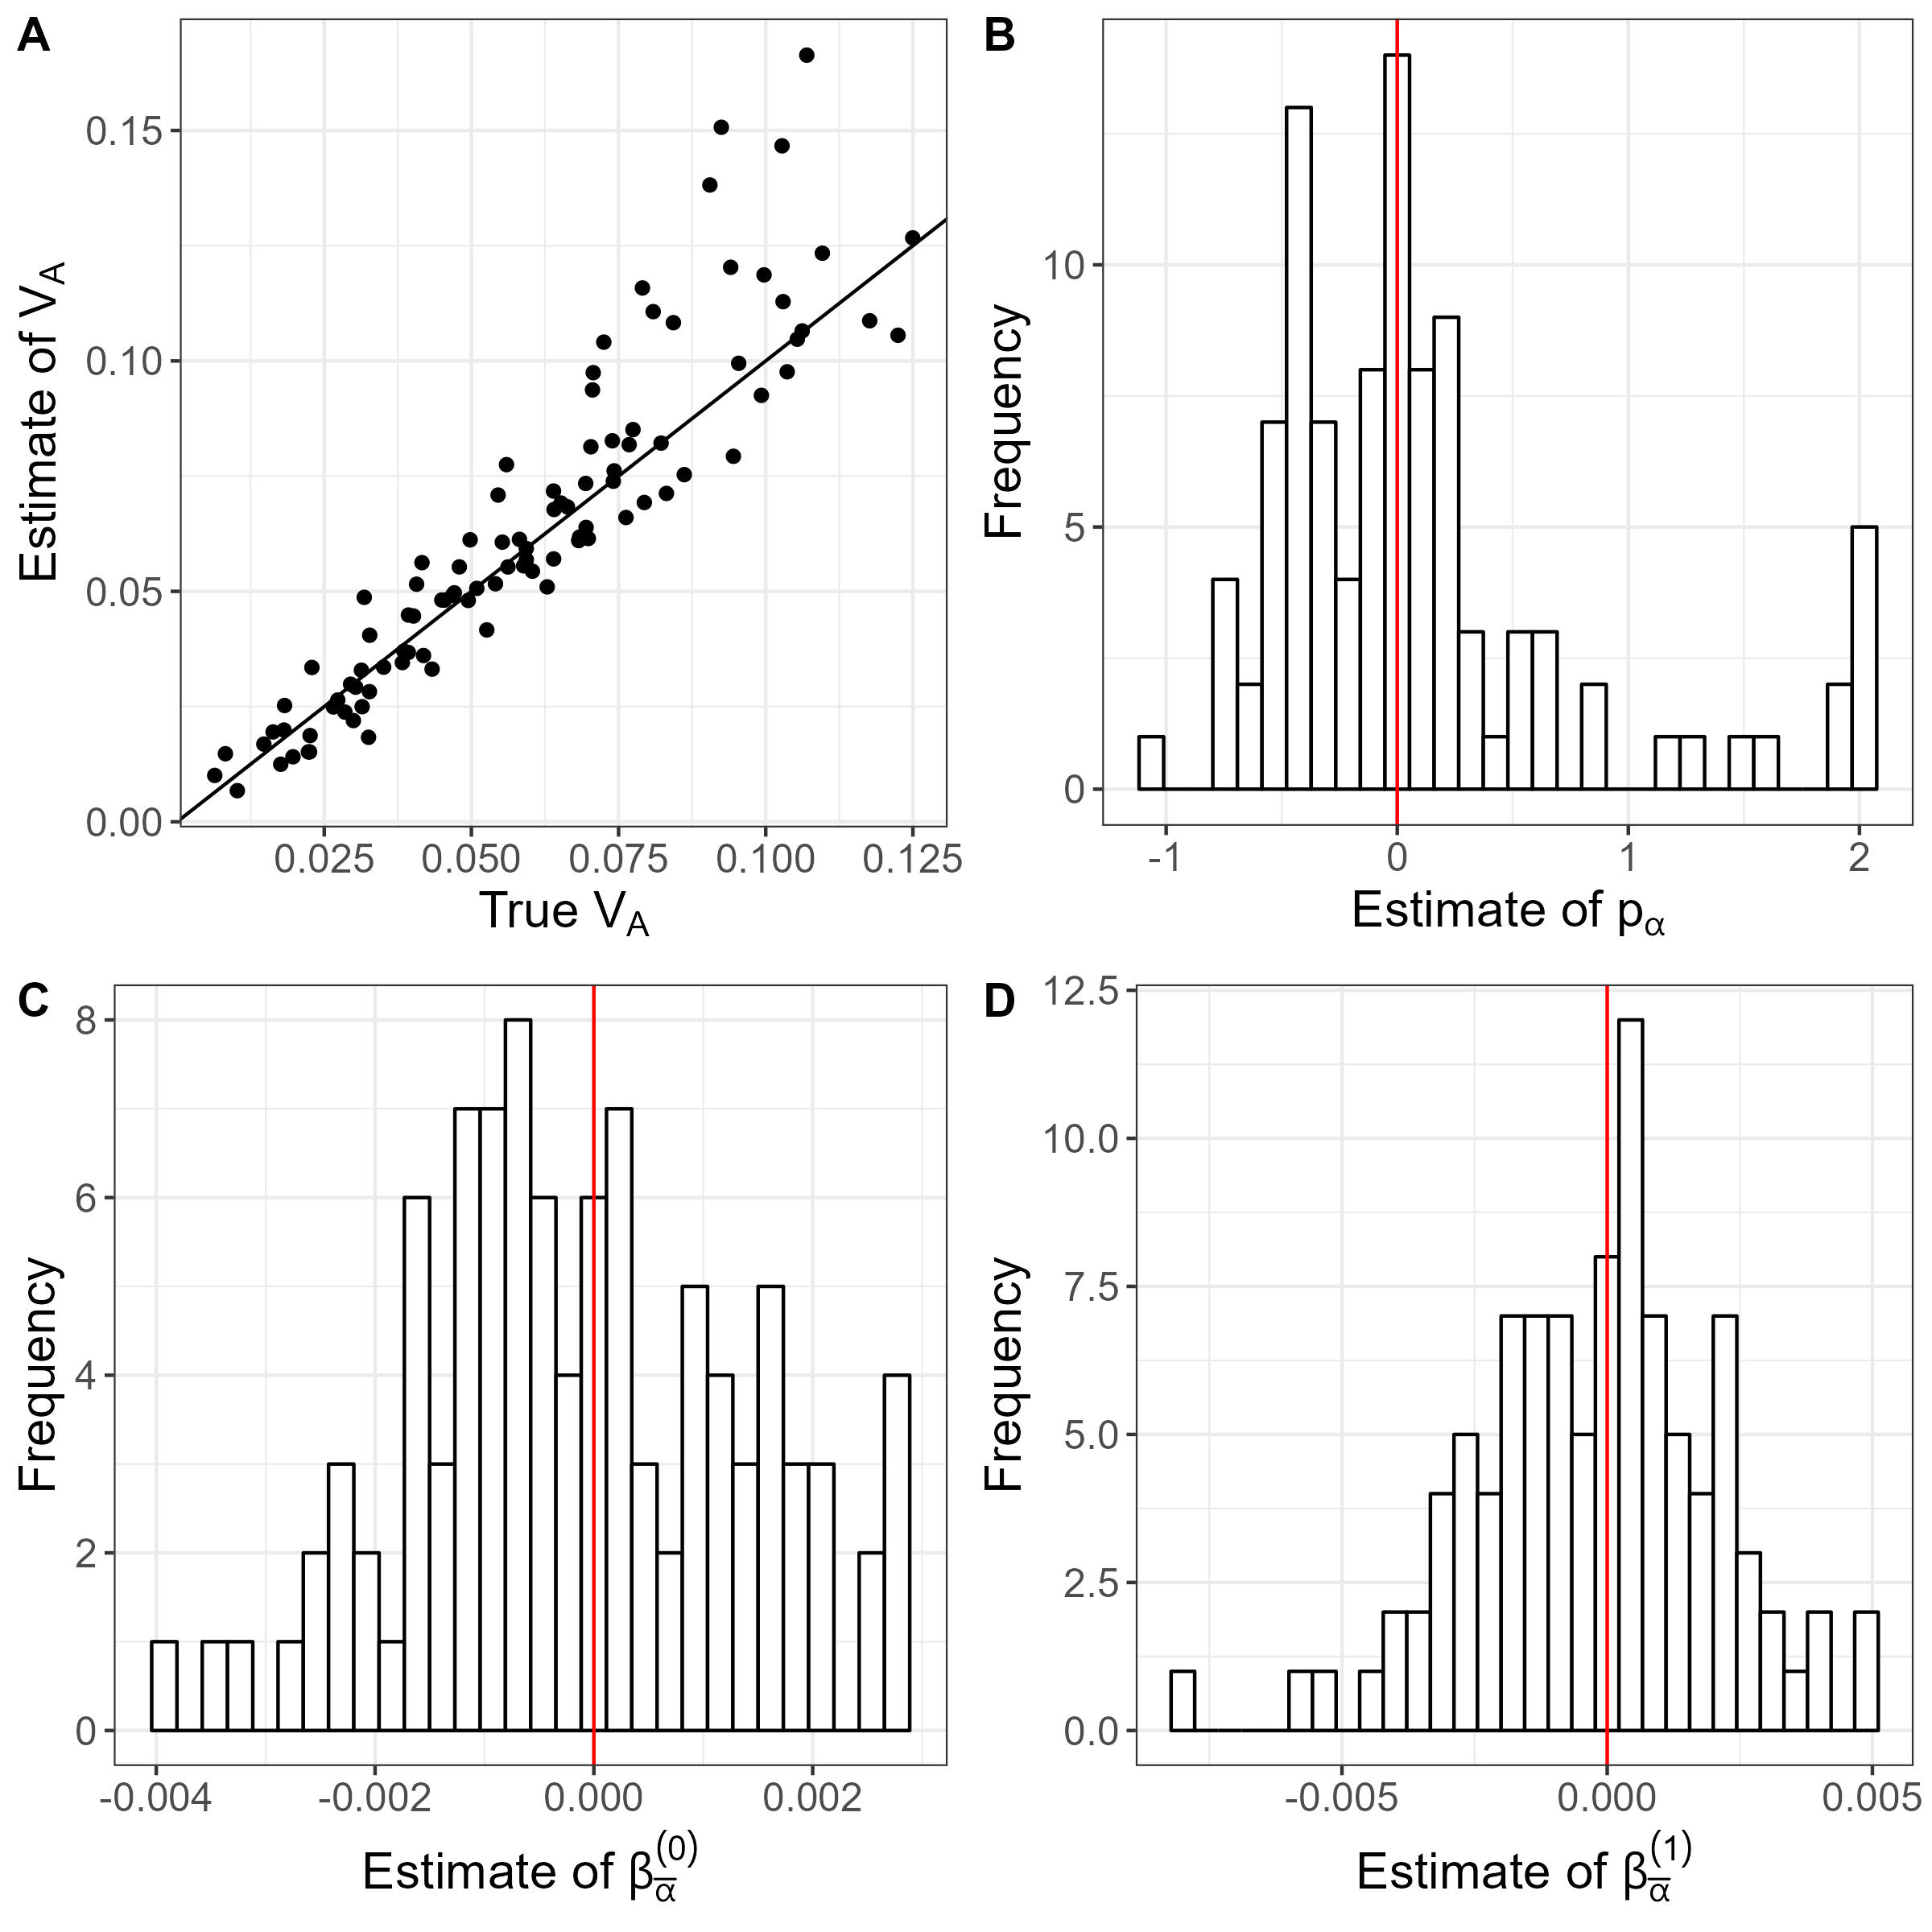 A
Estimate of V_A
0.15
0.10
0.05
0.00
0.025 0.050 0.075 0.100 0.125
True V_A
B
Frequency
10
5
0
-1 0 1 2
Estimate of p_α
C
Frequency
8
6
4
2
0
-0.004 -0.002 0.000 0.002
Estimate of β_α̅^(0)
D
Frequency
12.5
10.0
7.5
5.0
2.5
0.0
-0.005 0.000 0.005
Estimate of β_α̅^(1)